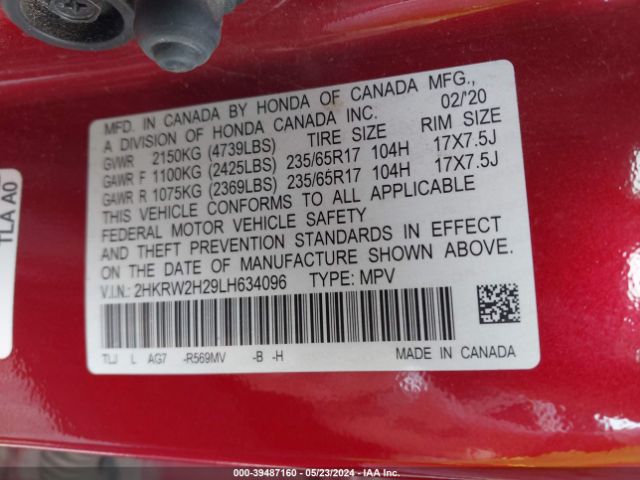 MFD. IN CANADA BY HONDA OF CANADA MFG.,
A DIVISION OF HONDA CANADA INC. 02/'20
GVWR 2150KG (4739LBS) TIRE SIZE RIM SIZE
GAWR F 1100KG (2425LBS) 235/65R17 104H 17X7.5J
GAWR R 1075KG (2369LBS) 235/65R17 104H 17X7.5J
THIS VEHICLE CONFORMS TO ALL APPLICABLE
FEDERAL MOTOR VEHICLE SAFETY
AND THEFT PREVENTION STANDARDS IN EFFECT
ON THE DATE OF MANUFACTURE SHOWN ABOVE.
V.I.N.: 2HKRW2H29LH634096 TYPE: MPV
TLJ L AG7 -R569MV -B -H MADE IN CANADA
TLA A0
000-39487160 - 05/23/2024 - IAA Inc.